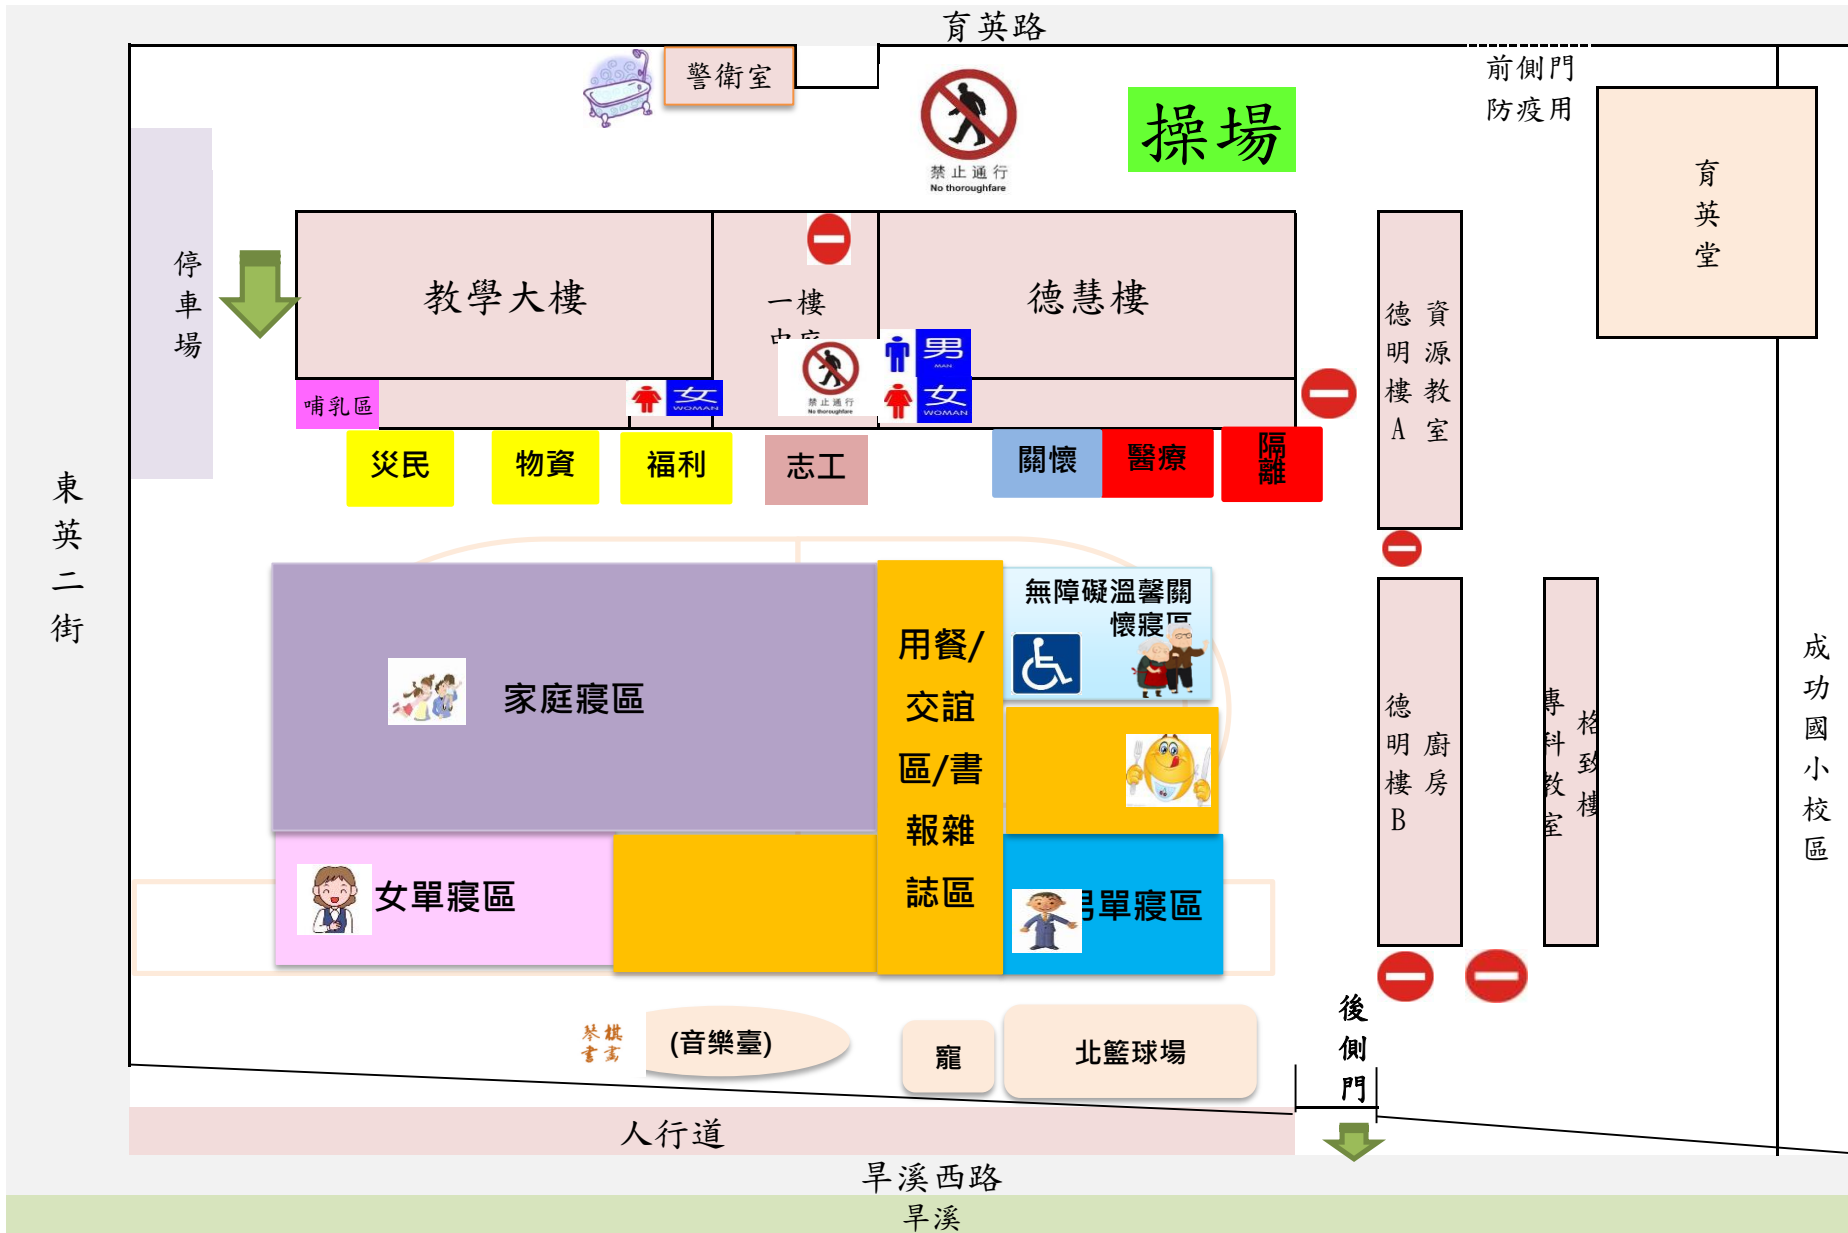 育英路
警衛室
禁止通行
No thoroughfare
操場
前側門
防疫用
育英堂
停車場
教學大樓
一樓
德慧樓
男
MAN
女
WOMAN
女
WOMAN
禁止通行
No thoroughfare
哺乳區
災民
物資
福利
志工
關懷
醫療
隔離
資源教室
德明樓A
東英二街
家庭寢區
用餐/
交誼
區/書
報雜
誌區
無障礙溫馨關
懷寢區
女單寢區
男單寢區
廚房
德明樓B
格致樓
專科教室
成功國小校區
琴棋
書畫
(音樂臺)
寵
北籃球場
後側門
人行道
旱溪西路
旱溪